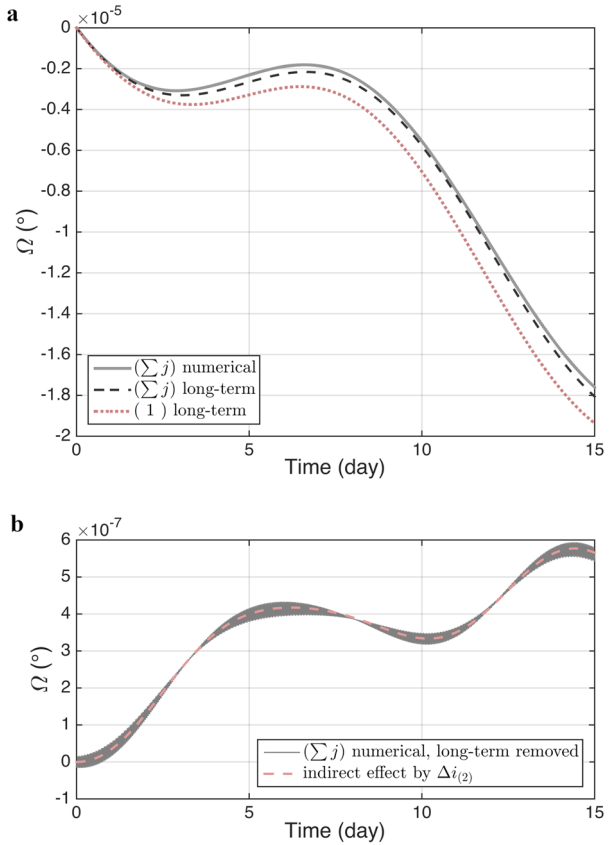 a
×10⁻⁵
0
-0.2
-0.4
-0.6
-0.8
-1
-1.2
-1.4
-1.6
-1.8
-2
Ω (°)
(∑ j) numerical
(∑ j) long-term
( 1 ) long-term
0 5 10 15
Time (day)
b
×10⁻⁷
6
5
4
3
2
1
0
-1
Ω (°)
(∑ j) numerical, long-term removed
indirect effect by Δi₍₂₎
0 5 10 15
Time (day)